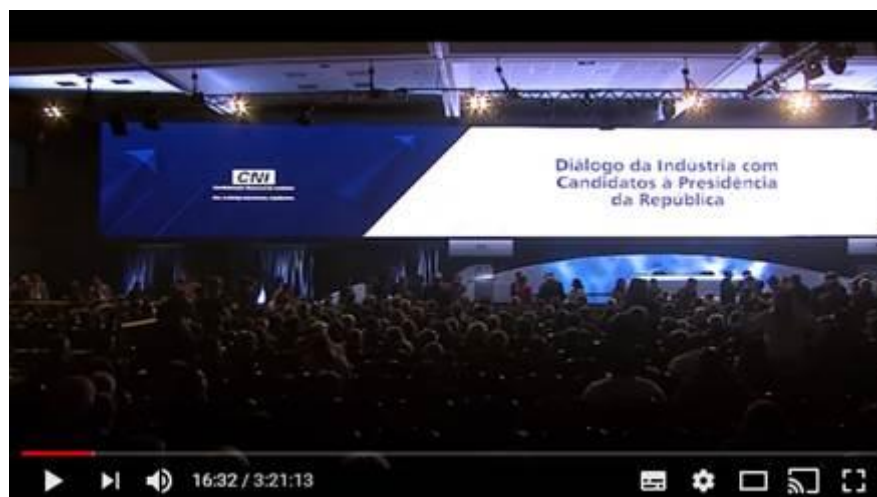 CNI
Diálogo da Indústria com
Candidatos à Presidência
da República
16:32 / 3:21:13